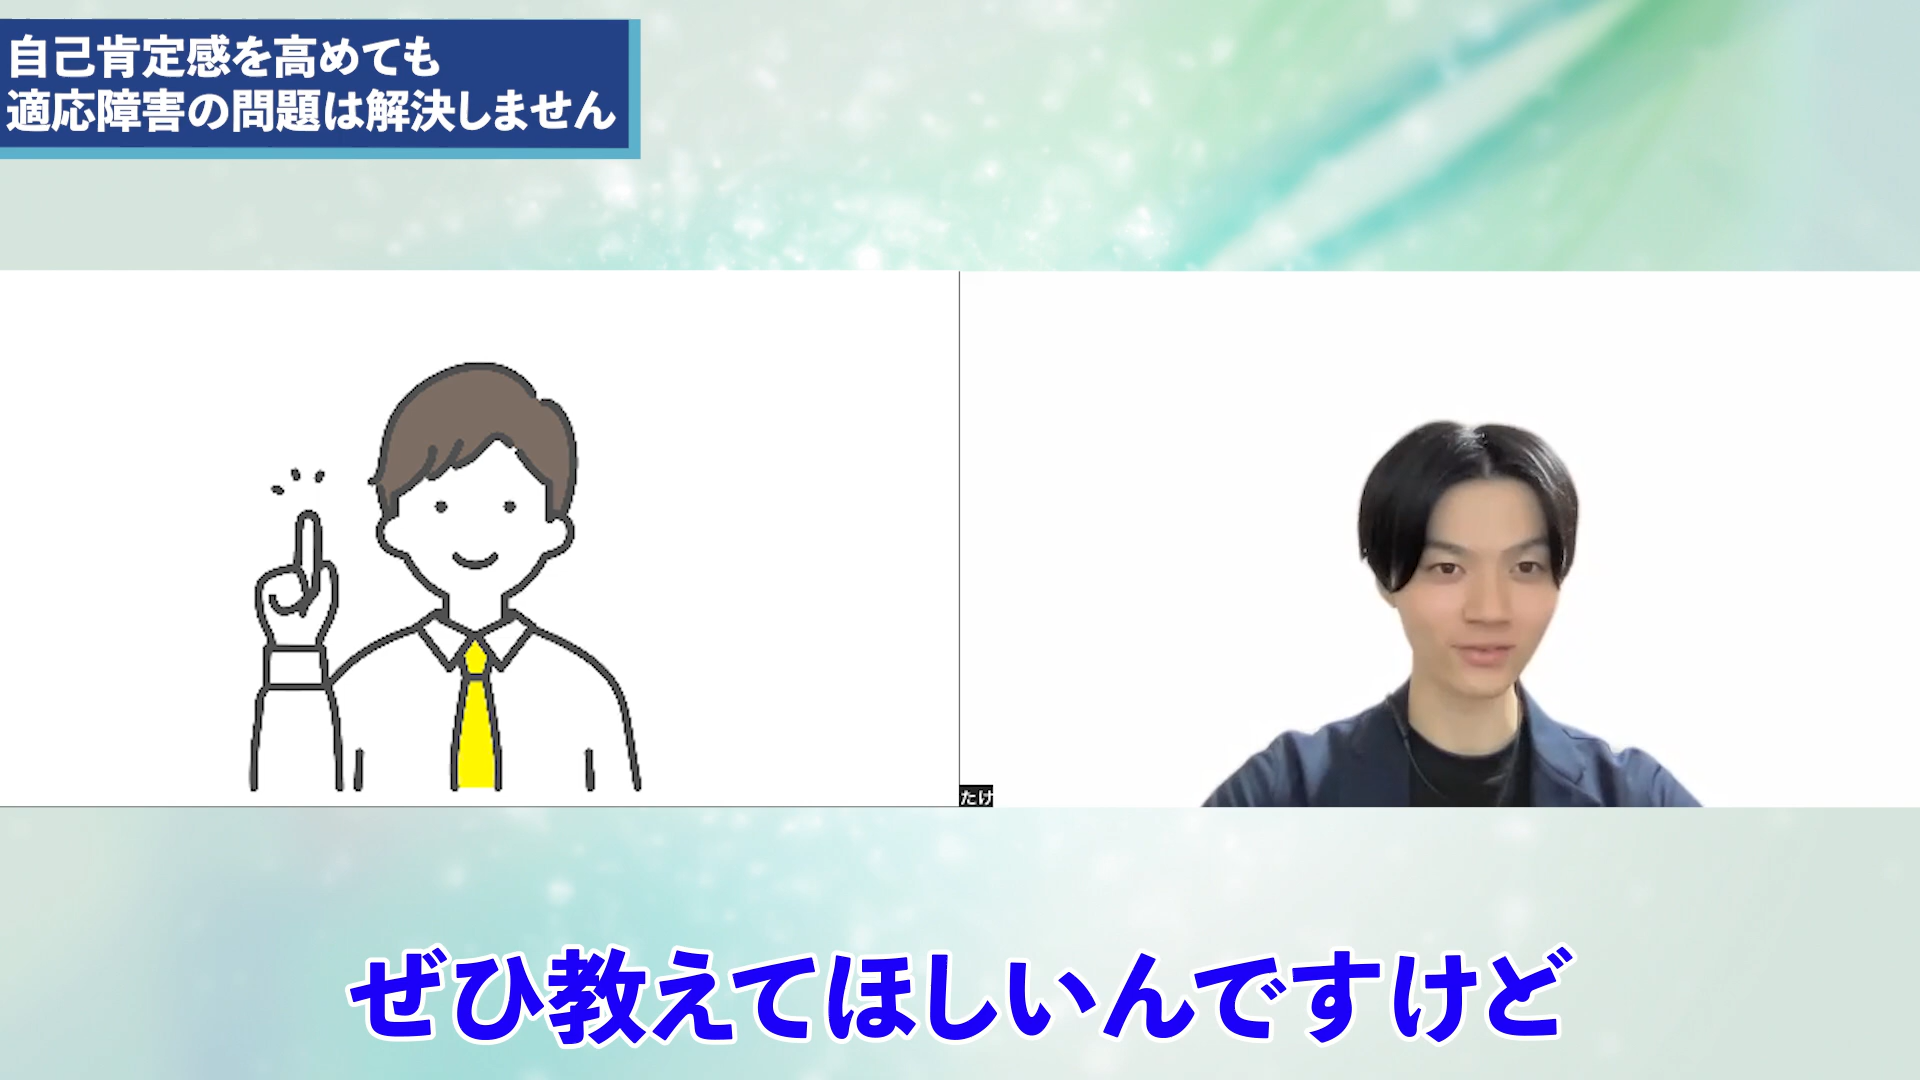 自己肯定感を高めても
適応障害の問題は解決しません
たけ
ぜひ教えてほしいんですけど